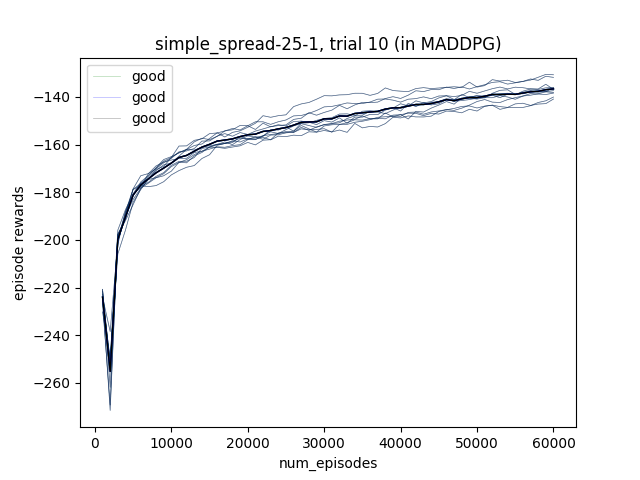 simple_spread-25-1, trial 10 (in MADDPG)
good
good
good
−140
−160
−180
−200
−220
−240
−260
episode rewards
0 10000 20000 30000 40000 50000 60000
num_episodes